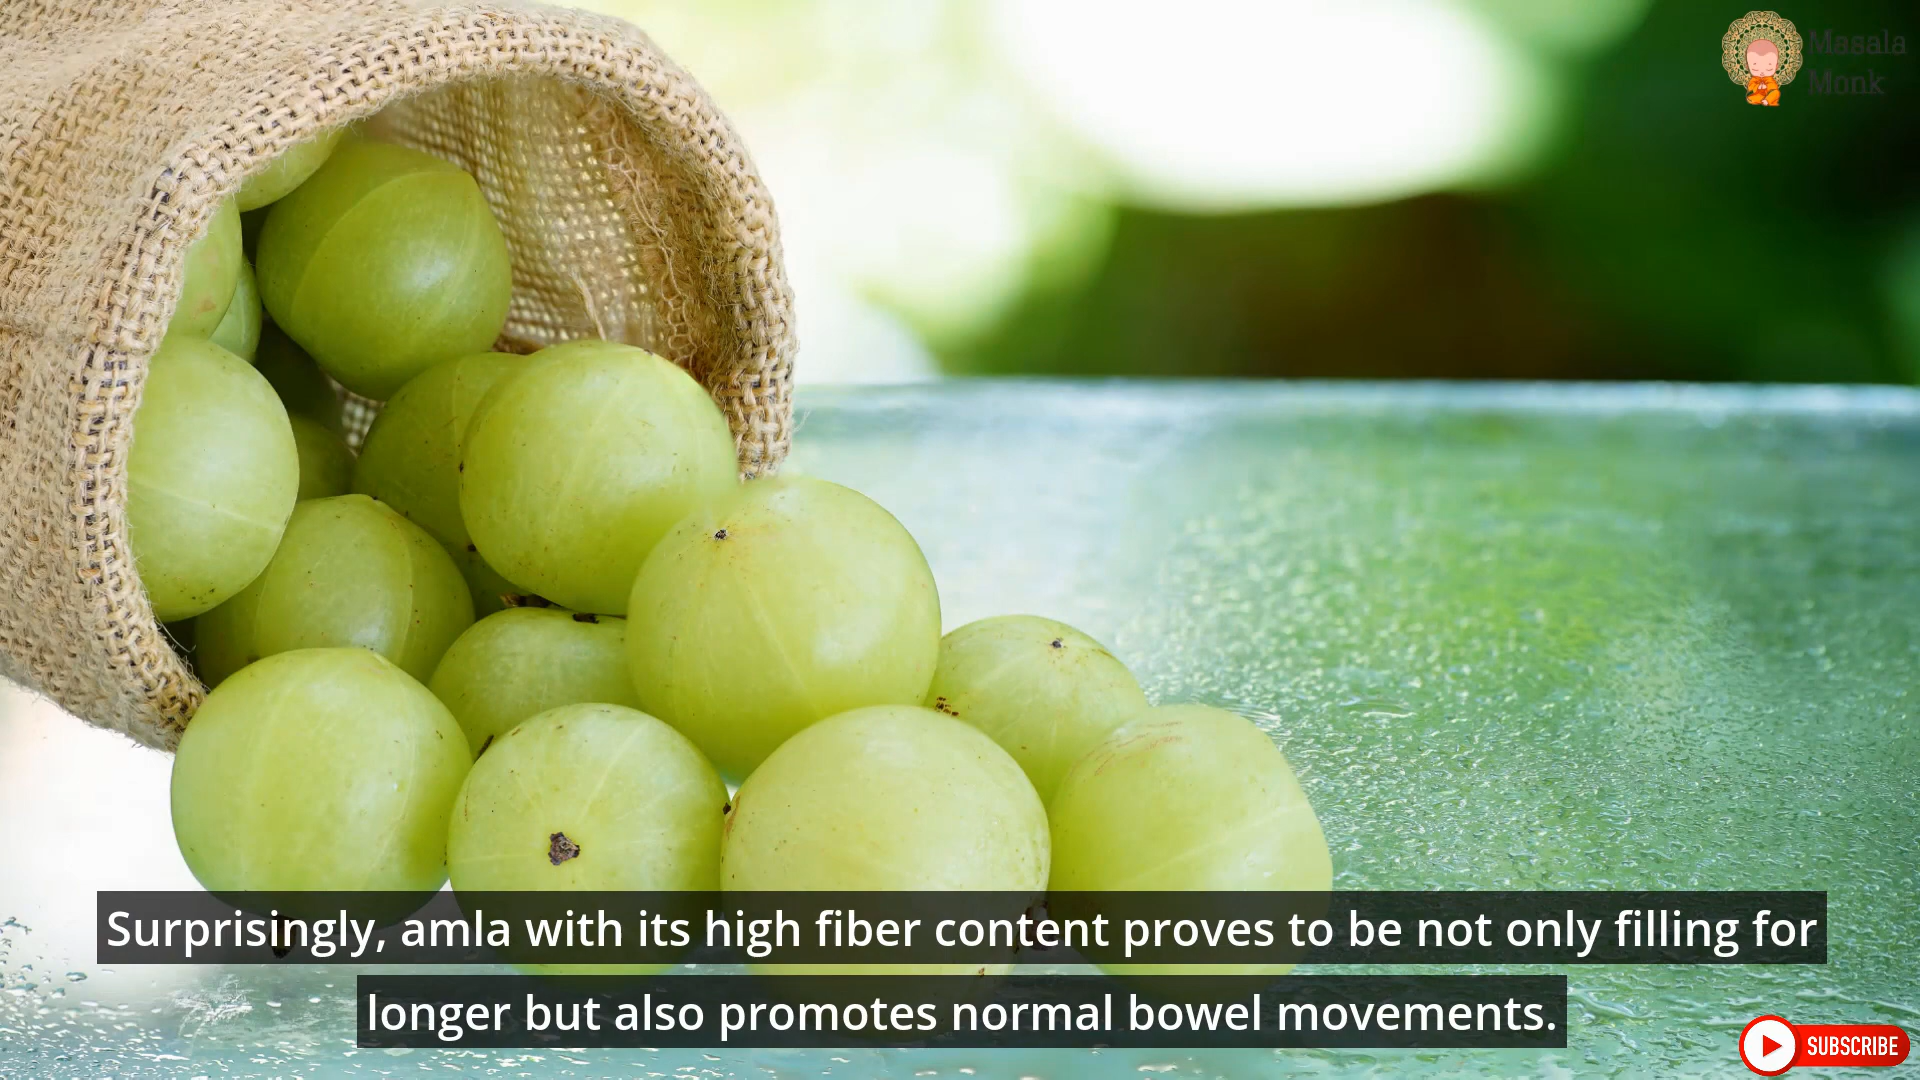 Masala
Monk
Surprisingly, amla with its high fiber content proves to be not only filling for
longer but also promotes normal bowel movements.
SUBSCRIBE